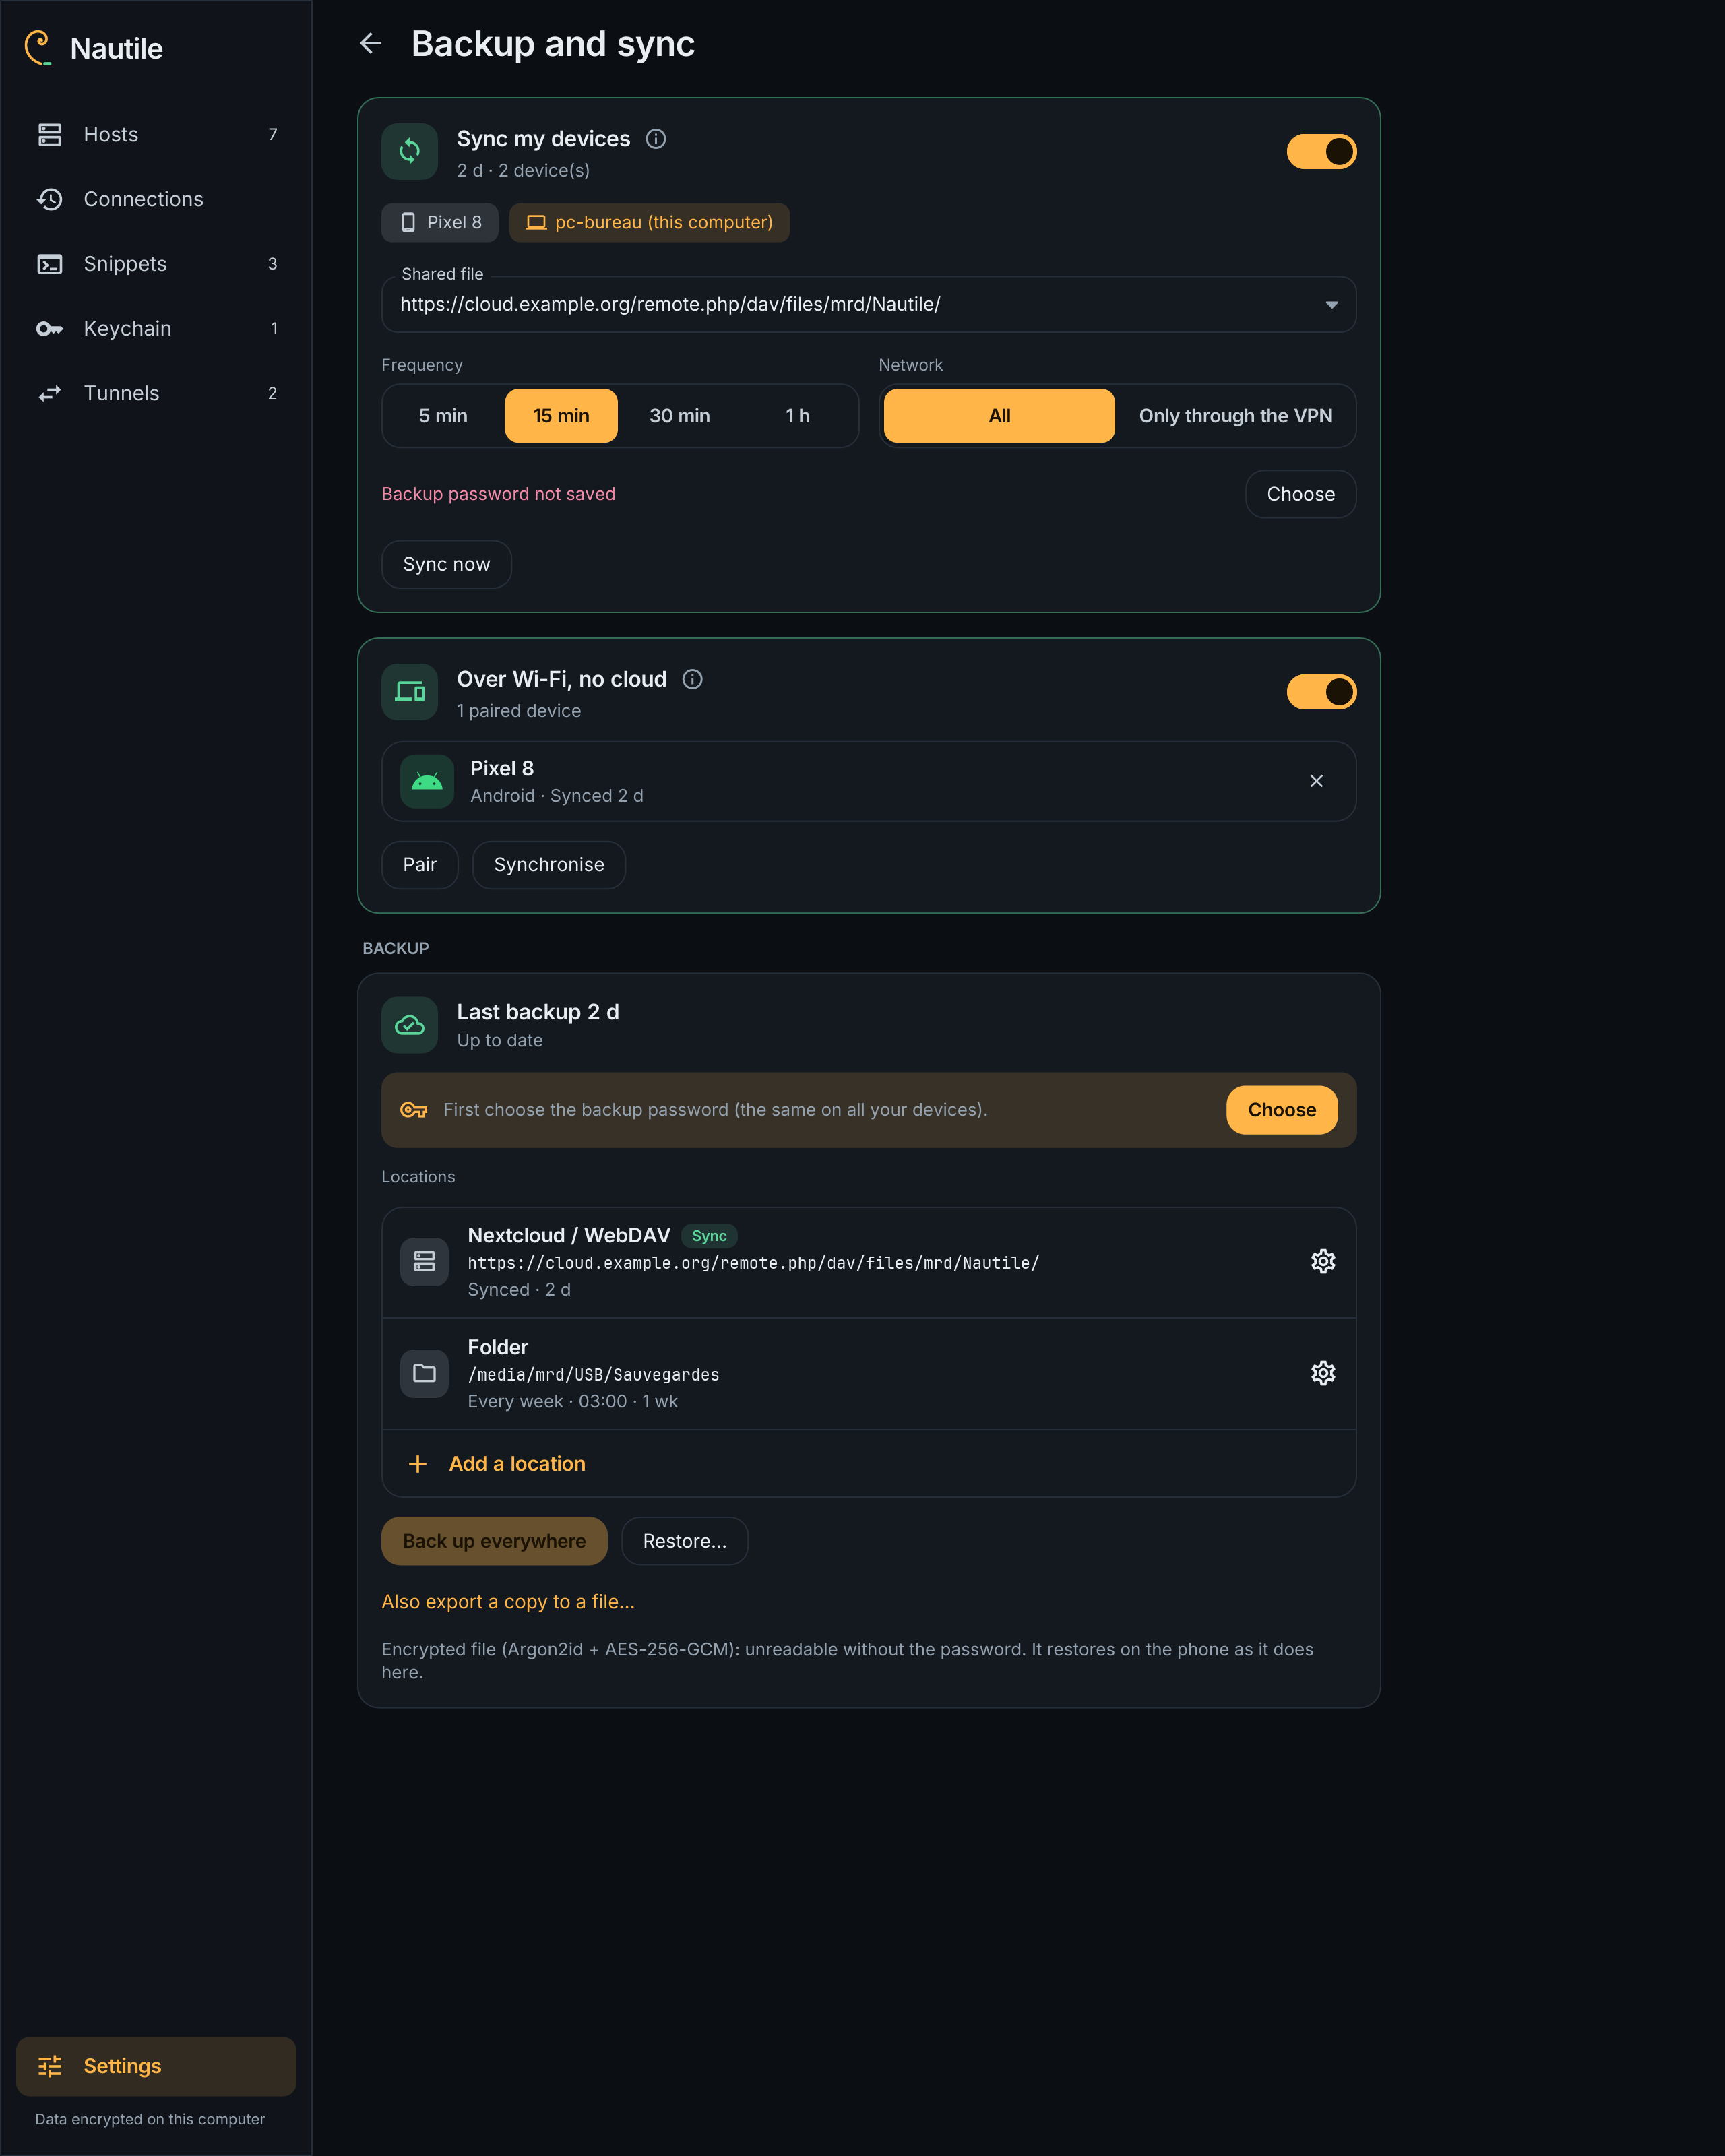 Nautile
Hosts 7
Connections
Snippets 3
Keychain 1
Tunnels 2
Settings
Data encrypted on this computer
Backup and sync
Sync my devices
2 d · 2 device(s)
Pixel 8
pc-bureau (this computer)
Shared file
https://cloud.example.org/remote.php/dav/files/mrd/Nautile/
Frequency
5 min 15 min 30 min 1 h
Network
All Only through the VPN
Backup password not saved
Choose
Sync now
Over Wi-Fi, no cloud
1 paired device
Pixel 8
Android · Synced 2 d
Pair
Synchronise
BACKUP
Last backup 2 d
Up to date
First choose the backup password (the same on all your devices).
Choose
Locations
Nextcloud / WebDAV Sync
https://cloud.example.org/remote.php/dav/files/mrd/Nautile/
Synced · 2 d
Folder
/media/mrd/USB/Sauvegardes
Every week · 03:00 · 1 wk
Add a location
Back up everywhere
Restore...
Also export a copy to a file...
Encrypted file (Argon2id + AES-256-GCM): unreadable without the password. It restores on the phone as it does
here.